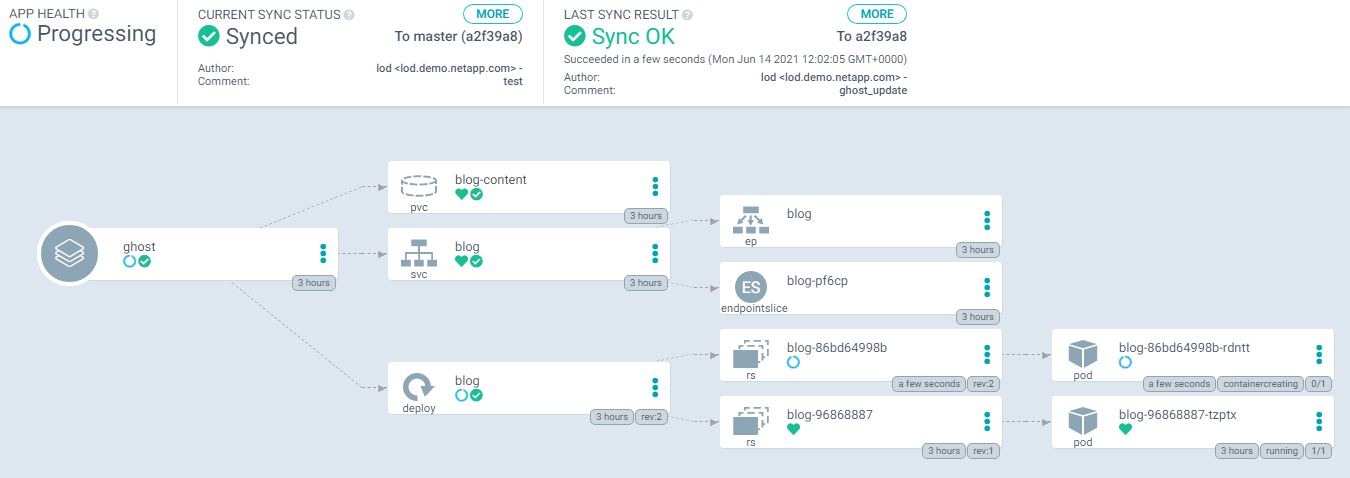 APP HEALTH ?
Progressing
CURRENT SYNC STATUS ?
MORE
Synced
To master (a2f39a8)
Author:
lod <lod.demo.netapp.com> -
Comment:
test
LAST SYNC RESULT ?
MORE
Sync OK
To a2f39a8
Succeeded in a few seconds (Mon Jun 14 2021 12:02:05 GMT+0000)
Author:
lod <lod.demo.netapp.com> -
Comment:
ghost_update
ghost
3 hours
blog-content
pvc
3 hours
blog
svc
3 hours
blog
deploy
3 hours
rev:2
blog
ep
3 hours
ES
blog-pf6cp
endpointslice
3 hours
blog-86bd64998b
rs
a few seconds
rev:2
blog-96868887
rs
3 hours
rev:1
blog-86bd64998b-rdntt
pod
a few seconds
containercreating
0/1
blog-96868887-tzptx
pod
3 hours
running
1/1